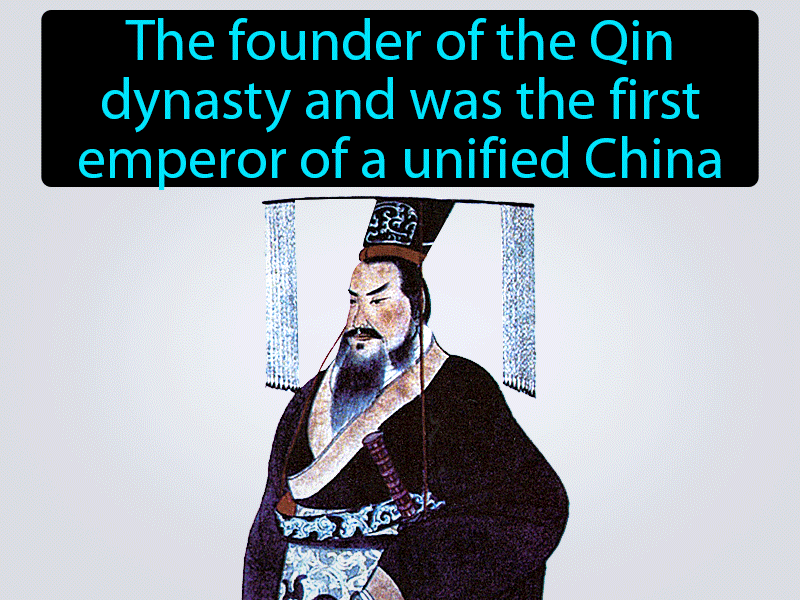 The founder of the Qin
dynasty and was the first
emperor of a unified China